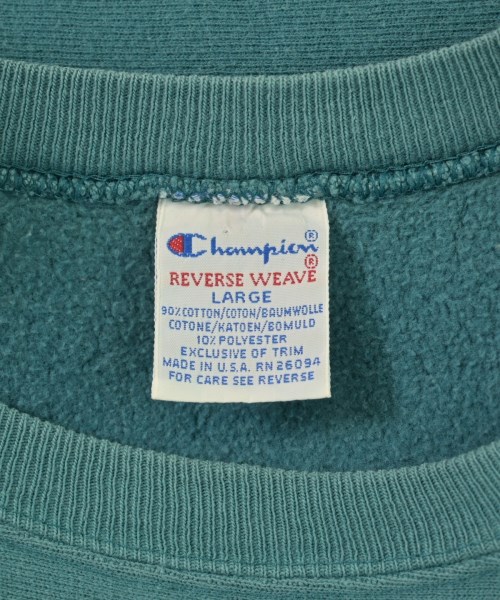 Champion®
REVERSE WEAVE®
LARGE
90% COTTON/COTON/BAUMWOLLE
COTONE/KATOEN/BOMULD
10% POLYESTER
EXCLUSIVE OF TRIM
MADE IN U.S.A. RN 26094
FOR CARE SEE REVERSE